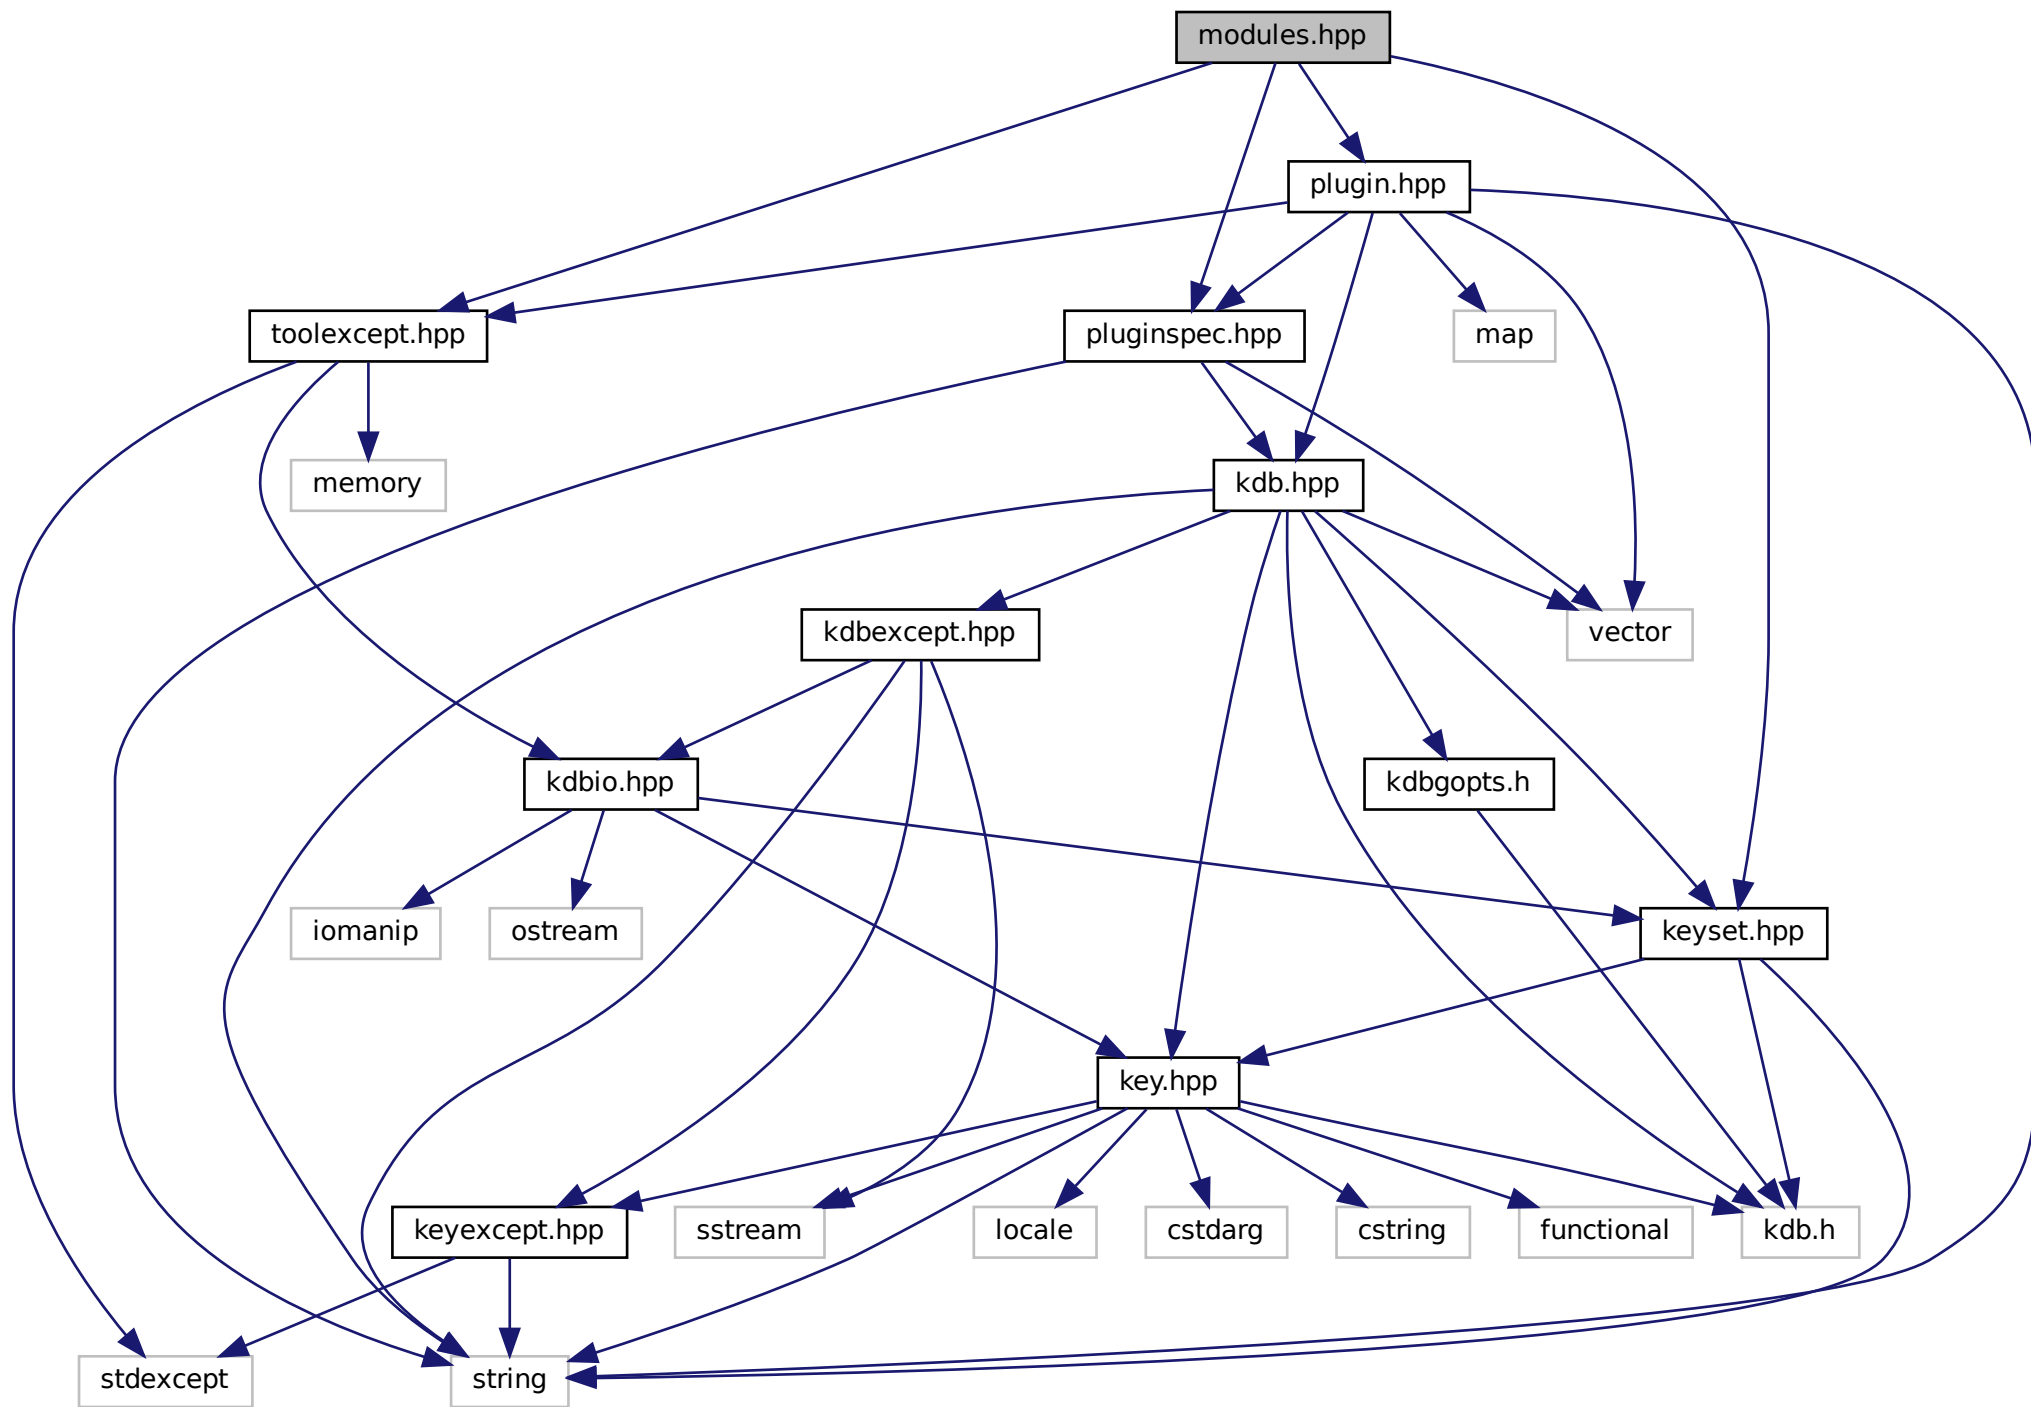 modules.hpp
plugin.hpp
toolexcept.hpp
pluginspec.hpp
map
memory
kdb.hpp
kdbexcept.hpp
vector
kdbio.hpp
kdbgopts.h
iomanip
ostream
keyset.hpp
key.hpp
keyexcept.hpp
sstream
locale
cstdarg
cstring
functional
kdb.h
stdexcept
string